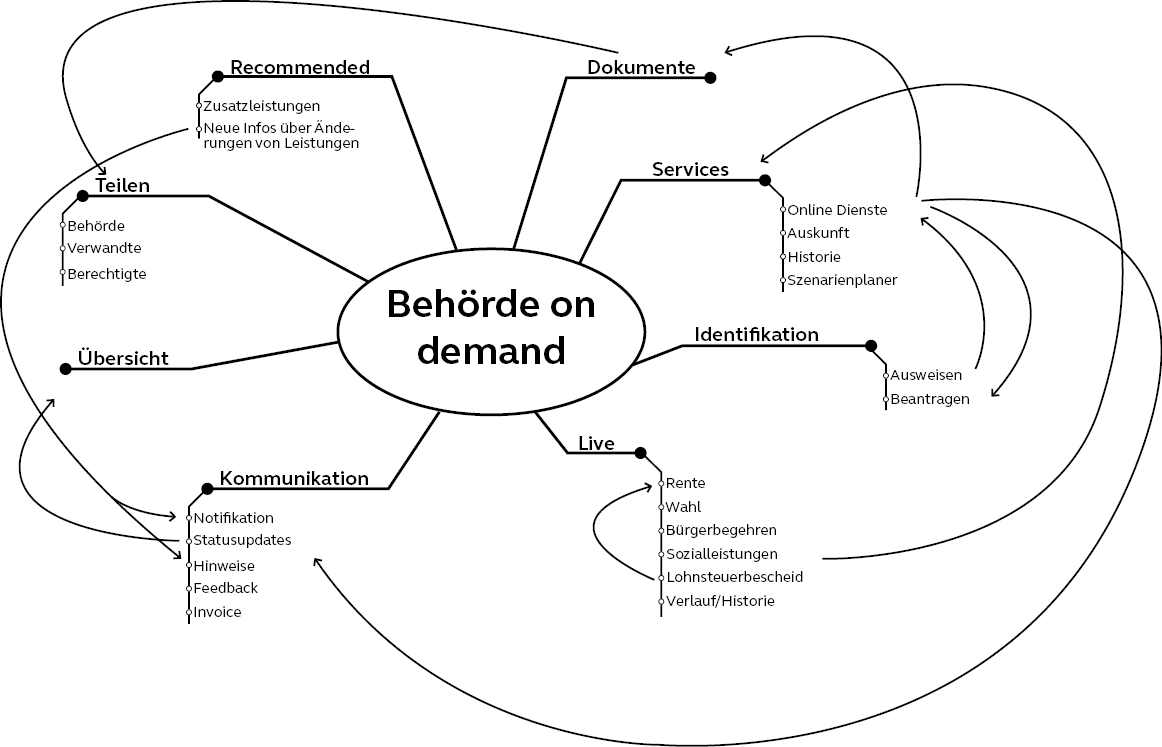 Recommended
Zusatzleistungen
Neue Infos über Ände-
rungen von Leistungen
Dokumente
Teilen
Behörde
Verwandte
Berechtigte
Services
Online Dienste
Auskunft
Historie
Szenarienplaner
Behörde on
demand
Übersicht
Identifikation
Ausweisen
Beantragen
Kommunikation
Notifikation
Statusupdates
Hinweise
Feedback
Invoice
Live
Rente
Wahl
Bürgerbegehren
Sozialleistungen
Lohnsteuerbescheid
Verlauf/Historie